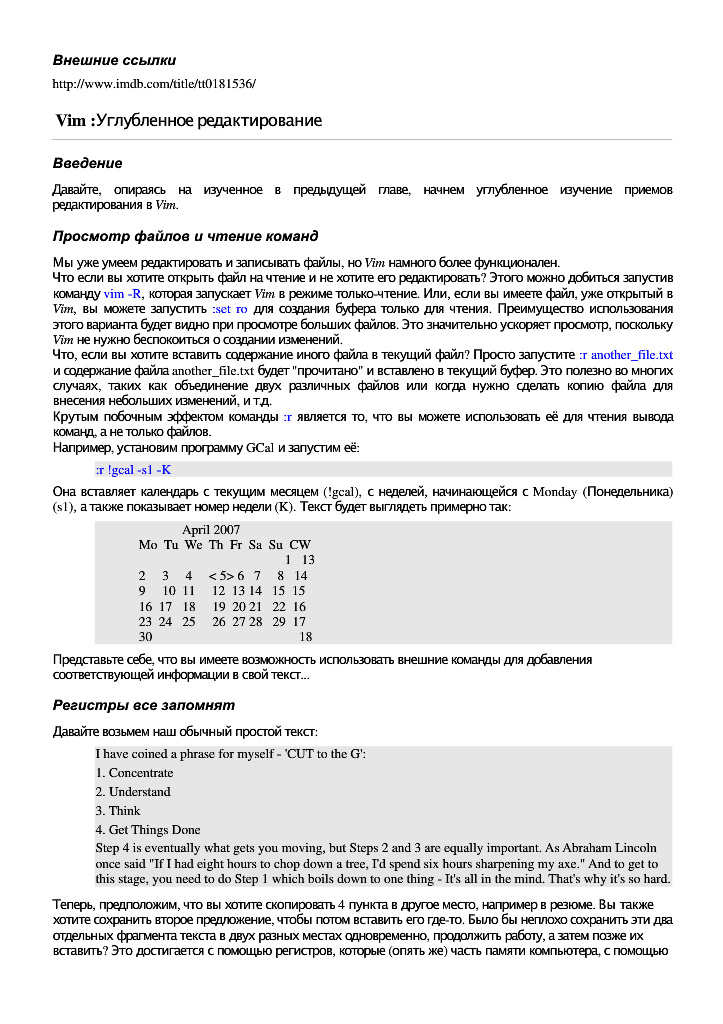 Внешние ссылки
http://www.imdb.com/title/tt0181536/
Vim :Углубленное редактирование
Введение
Давайте, опираясь на изученное в предыдущей главе, начнем углубленное изучение приемов
редактирования в Vim.
Просмотр файлов и чтение команд
Мы уже умеем редактировать и записывать файлы, но Vim намного более функционален.
Что если вы хотите открыть файл на чтение и не хотите его редактировать? Этого можно добиться запустив
команду vim -R, которая запускает Vim в режиме только-чтение. Или, если вы имеете файл, уже открытый в
Vim, вы можете запустить :set ro для создания буфера только для чтения. Преимущество использования
этого варианта будет видно при просмотре больших файлов. Это значительно ускоряет просмотр, поскольку
Vim не нужно беспокоиться о создании изменений.
Что, если вы хотите вставить содержание иного файла в текущий файл? Просто запустите :r another_file.txt
и содержание файла another_file.txt будет "прочитано" и вставлено в текущий буфер. Это полезно во многих
случаях, таких как объединение двух различных файлов или когда нужно сделать копию файла для
внесения небольших изменений, и т.д.
Крутым побочным эффектом команды :r является то, что вы можете использовать её для чтения вывода
команд, а не только файлов.
Например, установим программу GCal и запустим её:
:r !gcal -s1 -K
Она вставляет календарь с текущим месяцем (!gcal), с неделей, начинающейся с Monday (Понедельника)
(s1), а также показывает номер недели (K). Текст будет выглядеть примерно так:
April 2007
Mo Tu We Th Fr Sa Su CW
1 13
2 3 4 < 5> 6 7 8 14
9 10 11 12 13 14 15 15
16 17 18 19 20 21 22 16
23 24 25 26 27 28 29 17
30 18
Представьте себе, что вы имеете возможность использовать внешние команды для добавления
соответствующей информации в свой текст...
Регистры все запомнят
Давайте возьмем наш обычный простой текст:
I have coined a phrase for myself - 'CUT to the G':
1. Concentrate
2. Understand
3. Think
4. Get Things Done
Step 4 is eventually what gets you moving, but Steps 2 and 3 are equally important. As Abraham Lincoln
once said "If I had eight hours to chop down a tree, I'd spend six hours sharpening my axe." And to get to
this stage, you need to do Step 1 which boils down to one thing - It's all in the mind. That's why it's so hard.
Теперь, предположим, что вы хотите скопировать 4 пункта в другое место, например в резюме. Вы также
хотите сохранить второе предложение, чтобы потом вставить его где-то. Было бы неплохо сохранить эти два
отдельных фрагмента текста в двух разных местах одновременно, продолжить работу, а затем позже их
вставить? Это достигается с помощью регистров, которые (опять же) часть памяти компьютера, с помощью